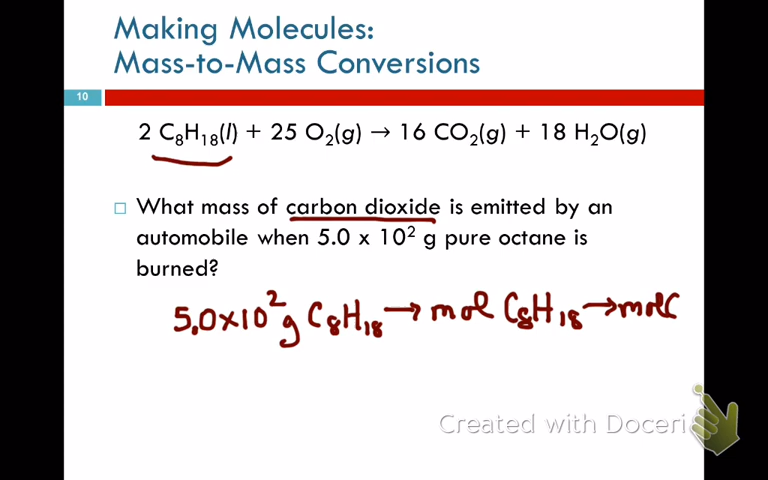 Making Molecules:
Mass-to-Mass Conversions
10
2 C₈H₁₈(l) + 25 O₂(g) → 16 CO₂(g) + 18 H₂O(g)
What mass of carbon dioxide is emitted by an
automobile when 5.0 x 10² g pure octane is
burned?
5.0×10² g C₈H₁₈ → mol C₈H₁₈ → mol C
Created with Doceri